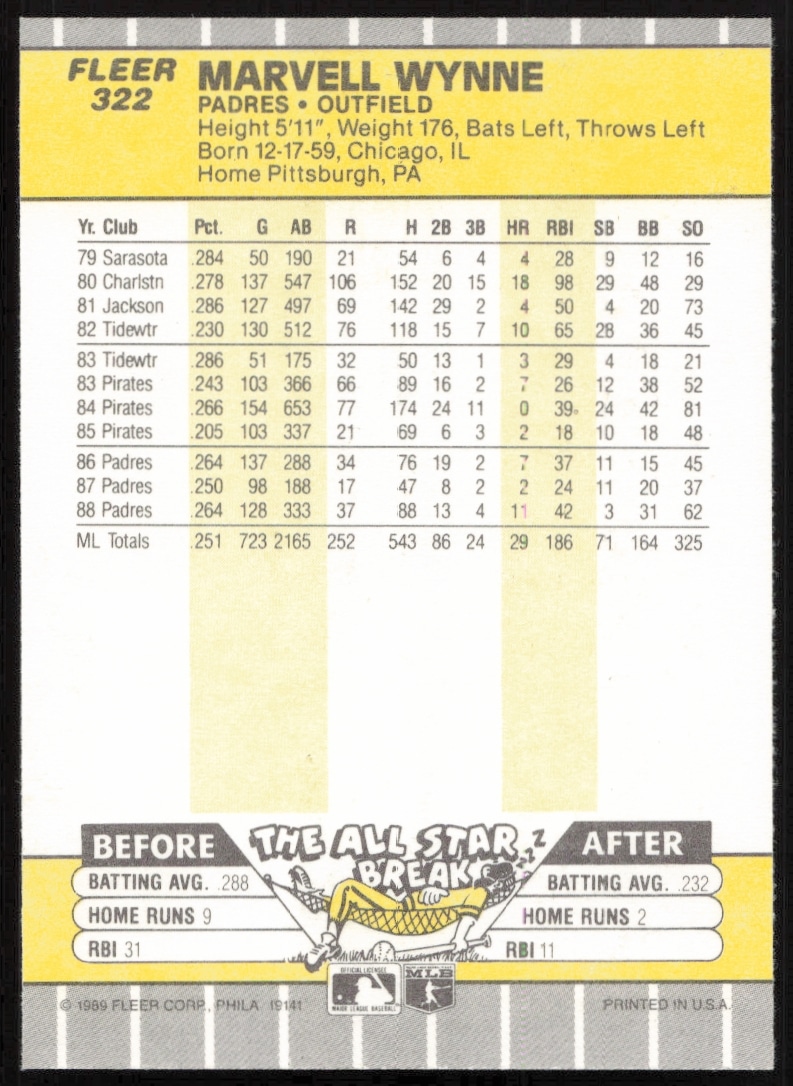 FLEER
322
MARVELL WYNNE
PADRES • OUTFIELD
Height 5'11", Weight 176, Bats Left, Throws Left
Born 12-17-59, Chicago, IL
Home Pittsburgh, PA
Yr. Club Pct. G AB R H 2B 3B HR RBI SB BB SO
79 Sarasota .284 50 190 21 54 6 4 4 28 9 12 16
80 Charlstn .278 137 547 106 152 20 15 18 98 29 48 29
81 Jackson .286 127 497 69 142 29 2 4 50 4 20 73
82 Tidewtr .230 130 512 76 118 15 7 10 65 28 36 45
83 Tidewtr .286 51 175 32 50 13 1 3 29 4 18 21
83 Pirates .243 103 366 66 89 16 2 7 26 12 38 52
84 Pirates .266 154 653 77 174 24 11 0 39 24 42 81
85 Pirates .205 103 337 21 69 6 3 2 18 10 18 48
86 Padres .264 137 288 34 76 19 2 7 37 11 15 45
87 Padres .250 98 188 17 47 8 2 2 24 11 20 37
88 Padres .264 128 333 37 88 13 4 11 42 3 31 62
ML Totals .251 723 2165 252 543 86 24 29 186 71 164 325
BEFORE THE ALL STAR BREAK ZZZ AFTER
BATTING AVG. .288 BATTING AVG. .232
HOME RUNS 9 HOME RUNS 2
RBI 31 RBI 11
OFFICIAL LICENSEE
MAJOR LEAGUE BASEBALL
MLB
© 1989 FLEER CORP., PHILA 19141 PRINTED IN U.S.A.